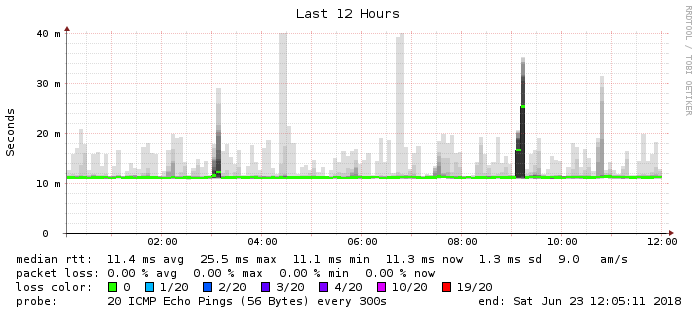 Last 12 Hours
RRDTOOL / TOBI OETIKER
Seconds
40 m
30 m
20 m
10 m
0
02:00 04:00 06:00 08:00 10:00 12:00
median rtt: 11.4 ms avg 25.5 ms max 11.1 ms min 11.3 ms now 1.3 ms sd 9.0 am/s
packet loss: 0.00 % avg 0.00 % max 0.00 % min 0.00 % now
loss color: 0 1/20 2/20 3/20 4/20 10/20 19/20
probe: 20 ICMP Echo Pings (56 Bytes) every 300s end: Sat Jun 23 12:05:11 2018